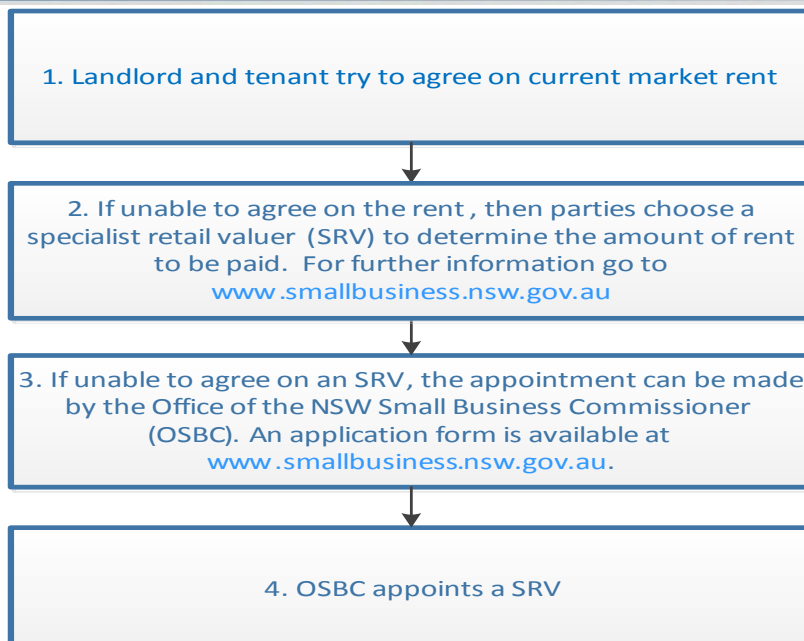 1. Landlord and tenant try to agree on current market rent
2. If unable to agree on the rent , then parties choose a
specialist retail valuer (SRV) to determine the amount of rent
to be paid. For further information go to
www.smallbusiness.nsw.gov.au
3. If unable to agree on an SRV, the appointment can be made
by the Office of the NSW Small Business Commissioner
(OSBC). An application form is available at
www.smallbusiness.nsw.gov.au.
4. OSBC appoints a SRV